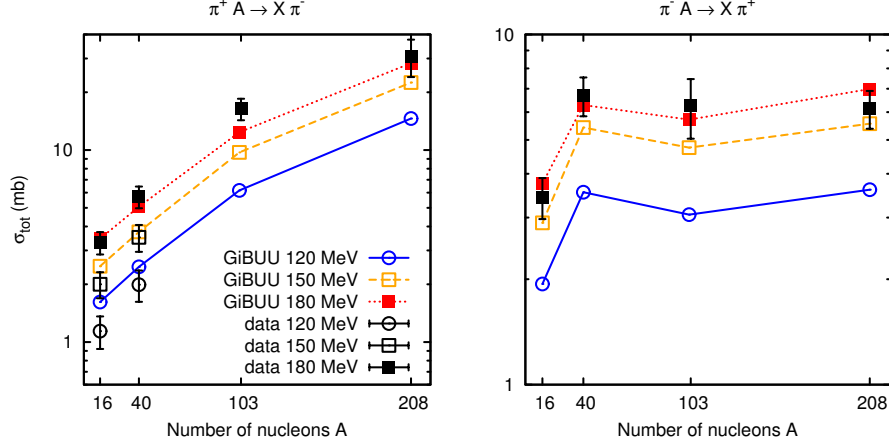 π⁺ A → X π⁻
σtot (mb)
10
1
16
40
103
208
Number of nucleons A
GiBUU 120 MeV
GiBUU 150 MeV
GiBUU 180 MeV
data 120 MeV
data 150 MeV
data 180 MeV
π⁻ A → X π⁺
10
1
16
40
103
208
Number of nucleons A